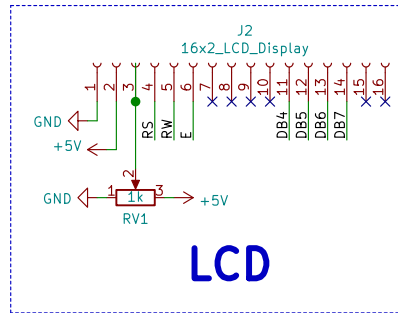 J2
16x2_LCD_Display
1 2 3 4 5 6 7 8 9 10 11 12 13 14 15 16
GND
+5V
RS RW E DB4 DB5 DB6 DB7
2
GND 1 1k 3 +5V
RV1
LCD